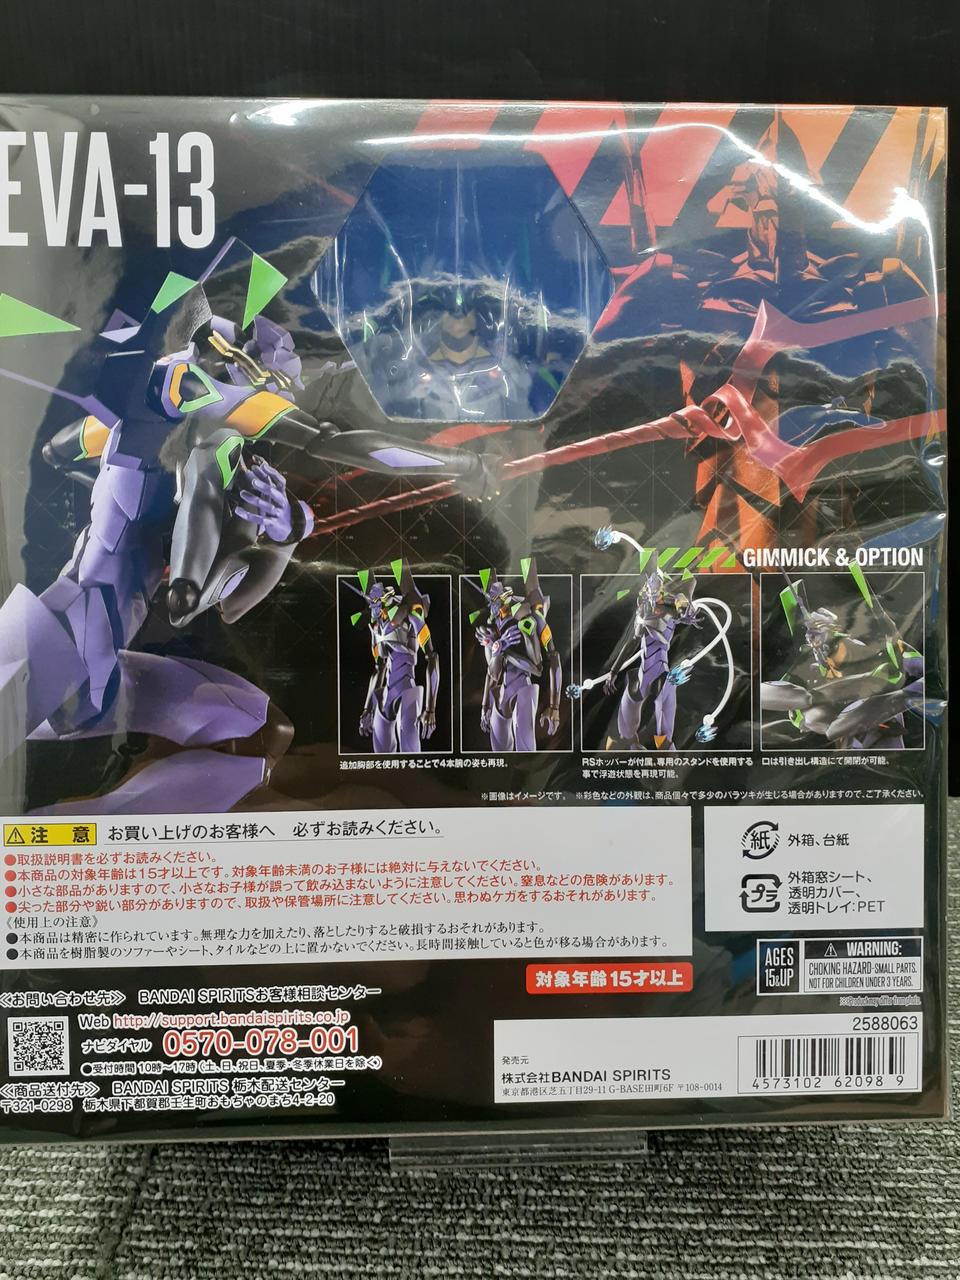 EVA-13
GIMMICK & OPTION
追加胸部を使用することで4本腕の姿も再現。
RSホッパーが付属。専用のスタンドを使用する
事で浮遊状態を再現可能。
口は引き出し構造にて開閉が可能。
※画像はイメージです。 ※彩色などの外観は、商品個々で多少のバラツキが生じる場合がありますので、ご了承ください。
注 意 お買い上げのお客様へ 必ずお読みください。
●取扱説明書を必ずお読みください。
●本商品の対象年齢は15才以上です。対象年齢未満のお子様には絶対に与えないでください。
●小さな部品がありますので、小さなお子様が誤って飲み込まないように注意してください。窒息などの危険があります。
●尖った部分や鋭い部分がありますので、取扱や保管場所に注意してください。思わぬケガをするおそれがあります。
《使用上の注意》
●本商品は精密に作られています。無理な力を加えたり、落としたりすると破損するおそれがあります。
●本商品を樹脂製のソファーやシート、タイルなどの上に置かないでください。長時間接触していると色が移る場合があります。
紙 外箱、台紙
プラ 外箱窓シート、
透明カバー、
透明トレイ:PET
対象年齢 15才以上
AGES
15&UP
WARNING:
CHOKING HAZARD-SMALL PARTS.
NOT FOR CHILDREN UNDER 3 YEARS.
※Product may differ from photo.
《お問い合わせ先》 BANDAI SPIRITSお客様相談センター
Web http://support.bandaispirits.co.jp
ナビダイヤル 0570-078-001
●受付時間 10時〜17時 (土、日、祝日、夏季・冬季休業日を除く)
《商品送付先》 BANDAI SPIRITS 栃木配送センター
〒321-0298 栃木県下都賀郡壬生町おもちゃのまち4-2-20
2588063
発売元
株式会社BANDAI SPIRITS
東京都港区芝五丁目29-11 G-BASE田町6F 〒108-0014
4573102 62098 9